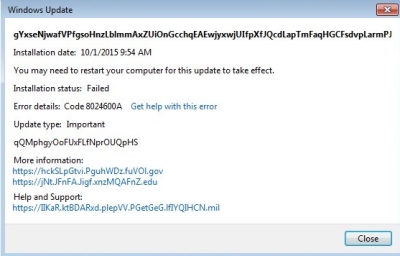 Windows Update
gYxseNjwafVPfgsoHnzLblmmAxZUiOnGcchqEAEwjyxwjUIfpXfJQcdLapTmFaqHGCFsdvpLarmPJ
Installation date: 10/1/2015 9:54 AM
You may need to restart your computer for this update to take effect.
Installation status: Failed
Error details: Code 8024600A Get help with this error
Update type: Important
qQMphgyOoFUxFLfNprOUQpHS
More information:
https://hckSLpGtvi.PguhWDz.fuVOl.gov
https://jNtJFnFA.Jigf.xnzMQAFnZ.edu
Help and Support:
https://IIKaR.ktBDARxd.plepVV.PGetGeG.lfIYQIHCN.mil
Close